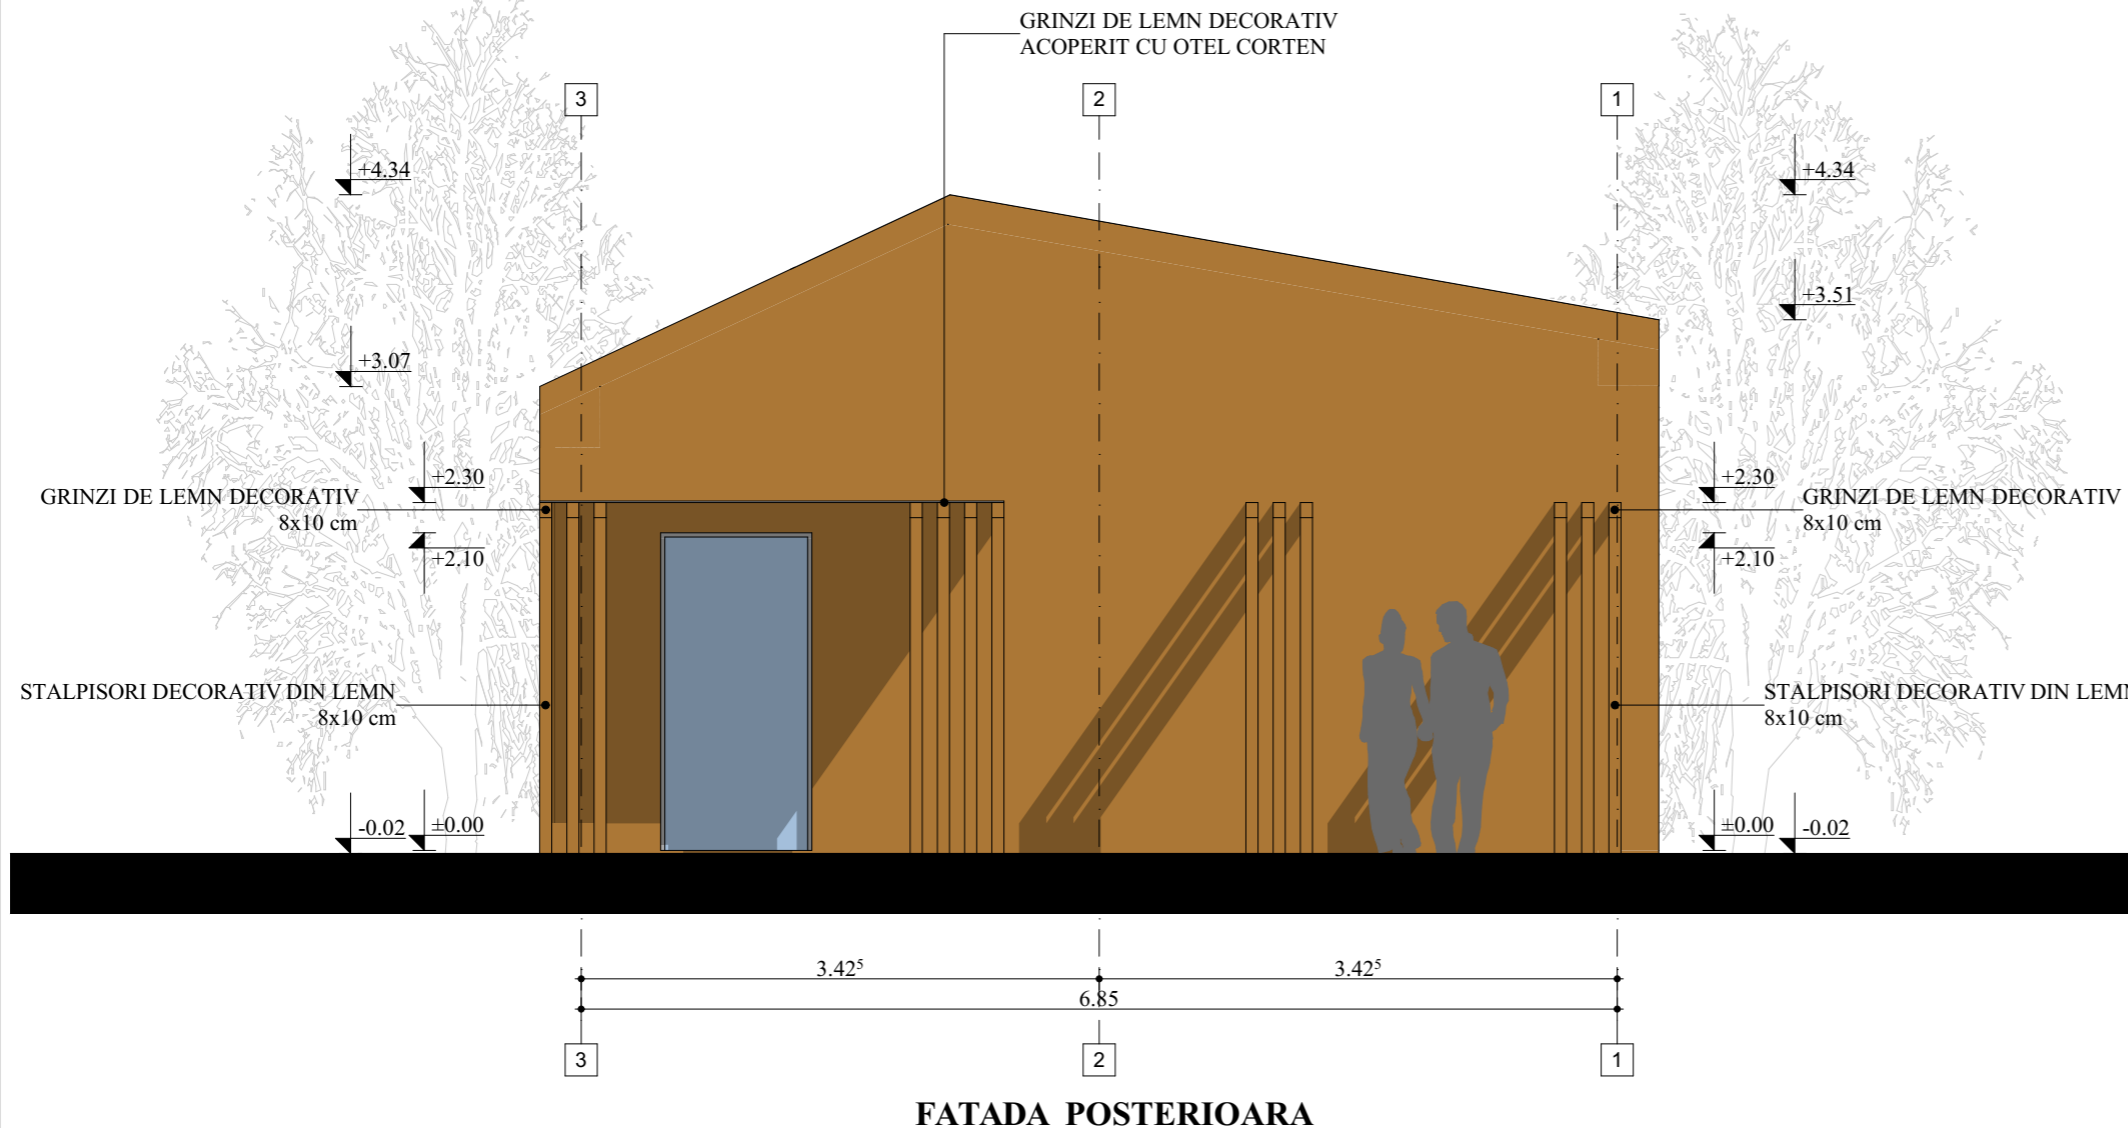 GRINZI DE LEMN DECORATIV
ACOPERIT CU OTEL CORTEN
3
2
1
+4.34
+4.34
+3.51
+3.07
+2.30
+2.30
GRINZI DE LEMN DECORATIV
8x10 cm
GRINZI DE LEMN DECORATIV
8x10 cm
+2.10
+2.10
STALPISORI DECORATIV DIN LEMN
8x10 cm
STALPISORI DECORATIV DIN LEMN
8x10 cm
-0.02
±0.00
±0.00
-0.02
3.42⁵
3.42⁵
6.85
3
2
1
FATADA POSTERIOARA